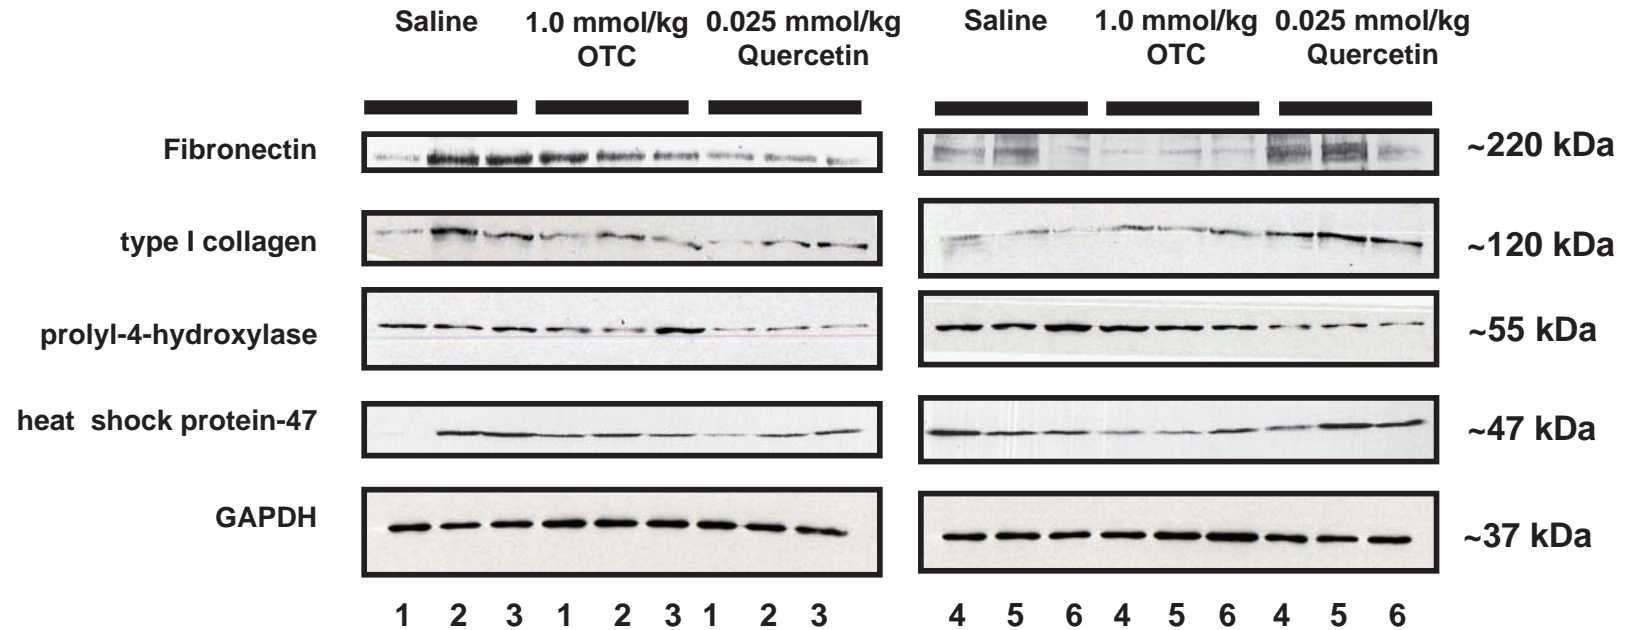 Saline 1.0 mmol/kg 0.025 mmol/kg Saline 1.0 mmol/kg 0.025 mmol/kg
OTC Quercetin OTC Quercetin
Fibronectin ~220 kDa
type I collagen ~120 kDa
prolyl-4-hydroxylase ~55 kDa
heat shock protein-47 ~47 kDa
GAPDH ~37 kDa
1 2 3 1 2 3 1 2 3 4 5 6 4 5 6 4 5 6